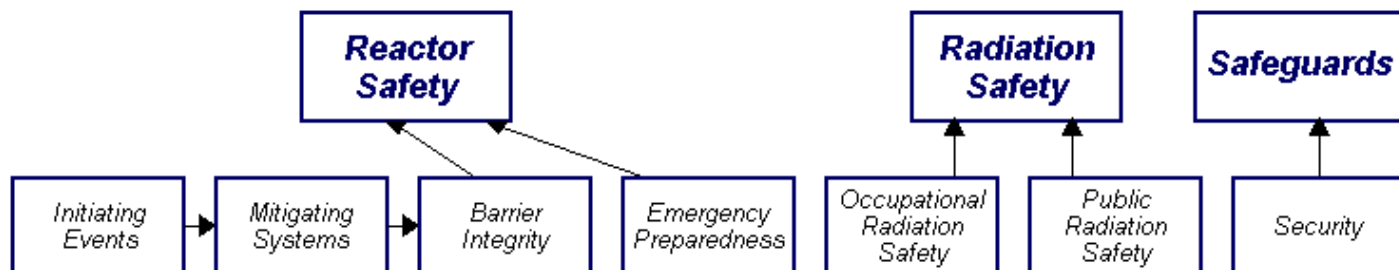 Reactor
Safety
Radiation
Safety
Safeguards
Initiating
Events
Mitigating
Systems
Barrier
Integrity
Emergency
Preparedness
Occupational
Radiation
Safety
Public
Radiation
Safety
Security